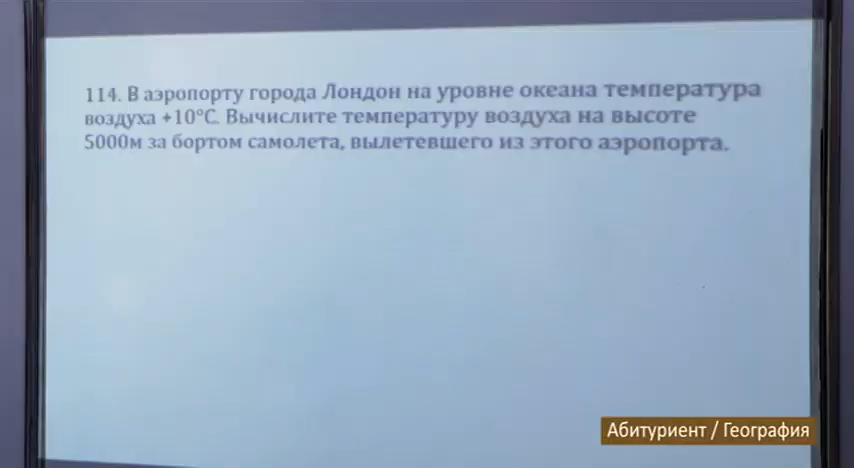 114. В аэропорту города Лондон на уровне океана температура
воздуха +10°С. Вычислите температуру воздуха на высоте
5000м за бортом самолета, вылетевшего из этого аэропорта.
Абитуриент / География